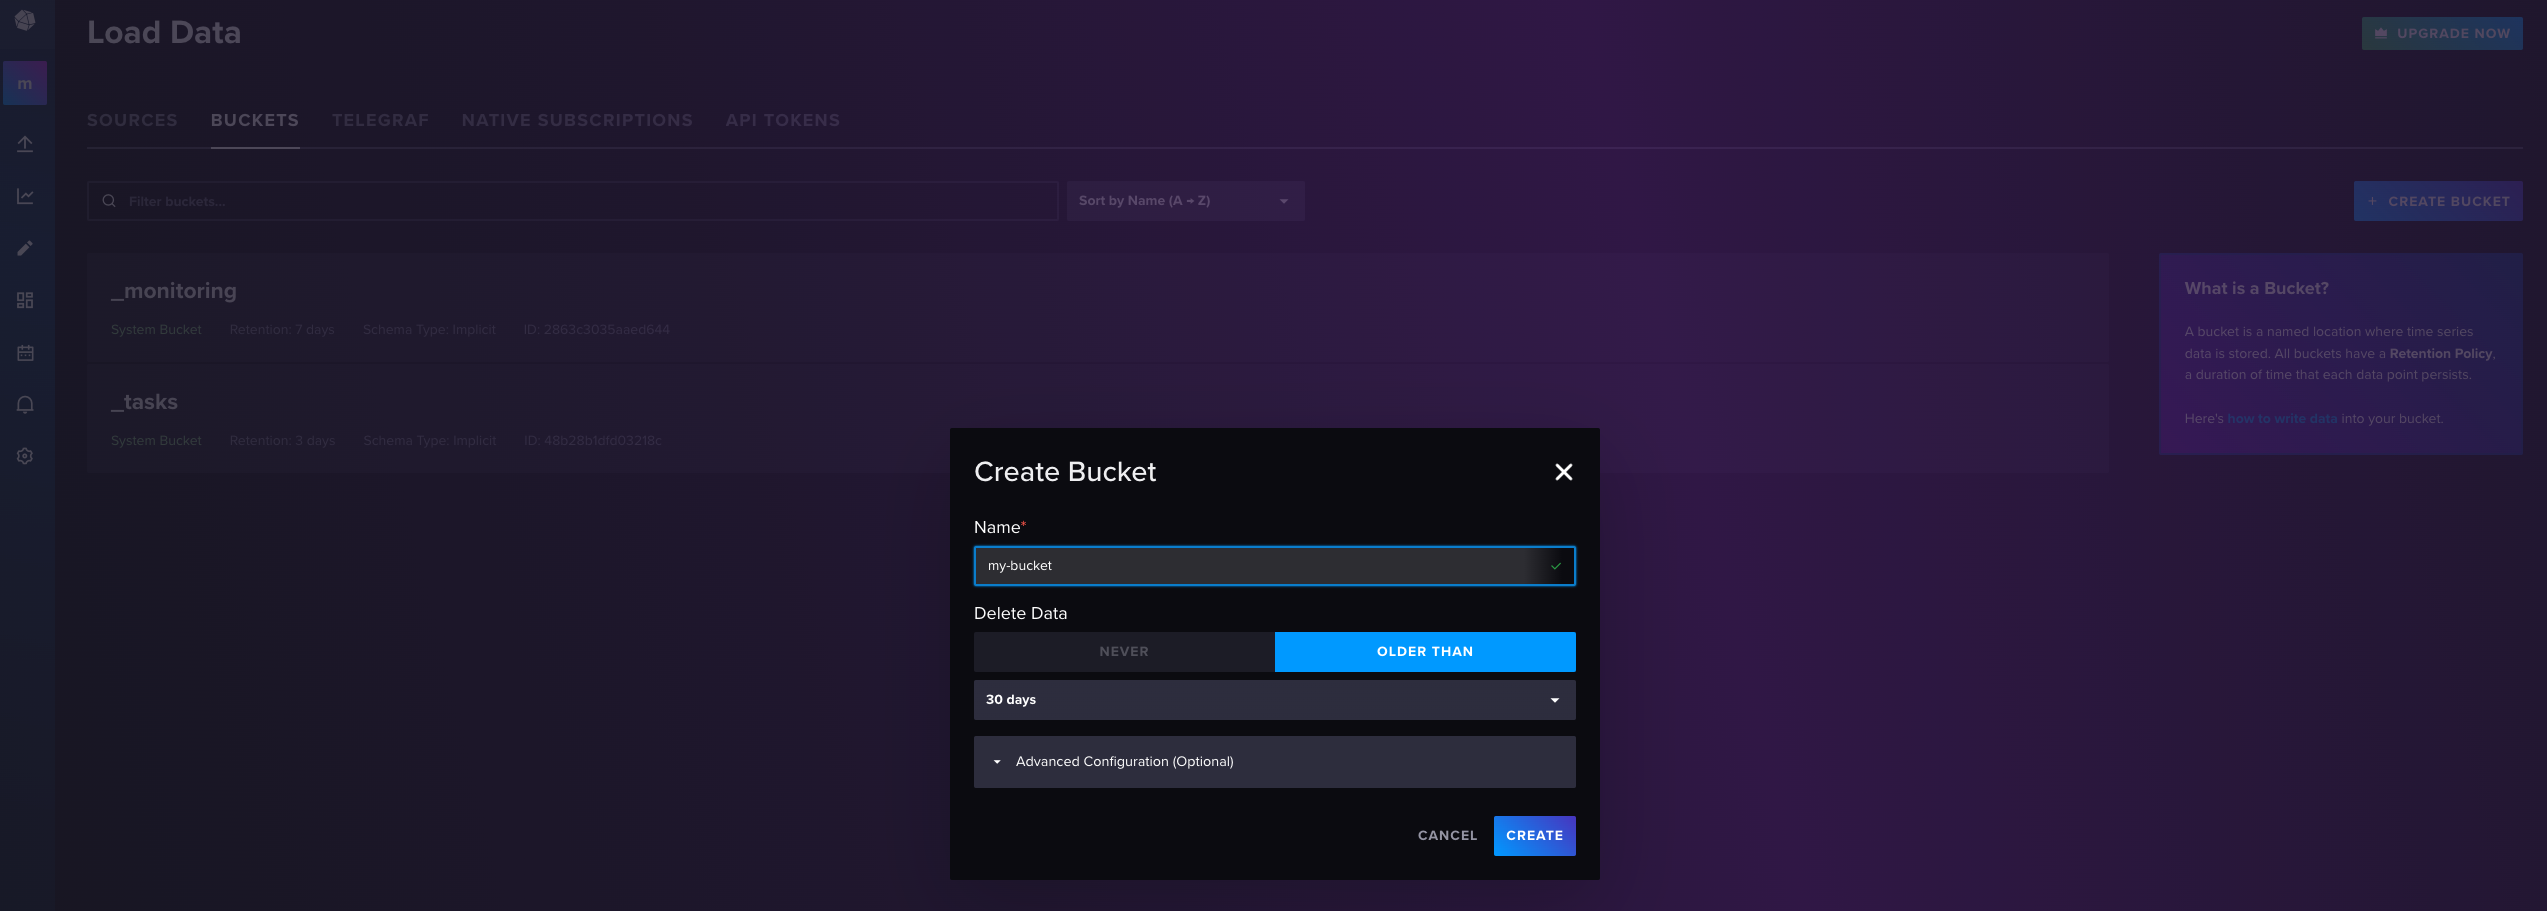 Load Data
UPGRADE NOW
m
SOURCES BUCKETS TELEGRAF NATIVE SUBSCRIPTIONS API TOKENS
Filter buckets...
Sort by Name (A → Z)
+ CREATE BUCKET
_monitoring
System Bucket Retention: 7 days Schema Type: Implicit ID: 2863c3035aaed644
_tasks
System Bucket Retention: 3 days Schema Type: Implicit ID: 48b28b1dfd03218c
What is a Bucket?
A bucket is a named location where time series
data is stored. All buckets have a Retention Policy,
a duration of time that each data point persists.
Here's how to write data into your bucket.
Create Bucket
Name*
my-bucket
Delete Data
NEVER OLDER THAN
30 days
Advanced Configuration (Optional)
CANCEL CREATE